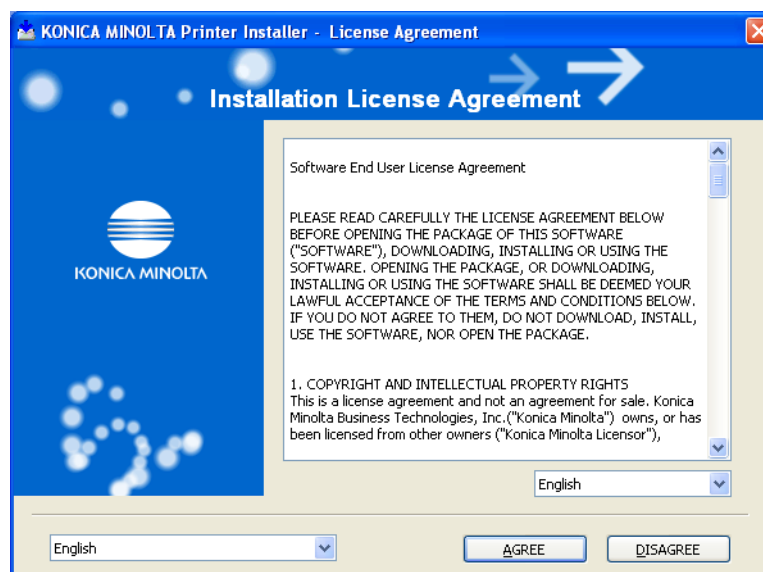 KONICA MINOLTA Printer Installer - License Agreement
Installation License Agreement
KONICA MINOLTA
Software End User License Agreement
PLEASE READ CAREFULLY THE LICENSE AGREEMENT BELOW
BEFORE OPENING THE PACKAGE OF THIS SOFTWARE
("SOFTWARE"), DOWNLOADING, INSTALLING OR USING THE
SOFTWARE. OPENING THE PACKAGE, OR DOWNLOADING,
INSTALLING OR USING THE SOFTWARE SHALL BE DEEMED YOUR
LAWFUL ACCEPTANCE OF THE TERMS AND CONDITIONS BELOW.
IF YOU DO NOT AGREE TO THEM, DO NOT DOWNLOAD, INSTALL,
USE THE SOFTWARE, NOR OPEN THE PACKAGE.
1. COPYRIGHT AND INTELLECTUAL PROPERTY RIGHTS
This is a license agreement and not an agreement for sale. Konica
Minolta Business Technologies, Inc.("Konica Minolta") owns, or has
been licensed from other owners ("Konica Minolta Licensor"),
English
English
AGREE
DISAGREE